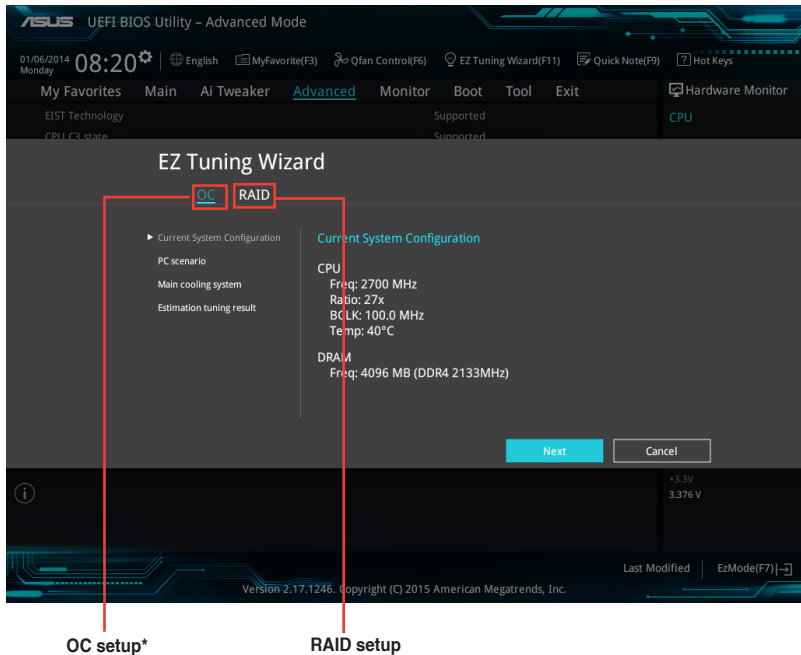 ASUS UEFI BIOS Utility – Advanced Mode
01/06/2014 Monday 08:20 English MyFavorite(F3) Qfan Control(F6) EZ Tuning Wizard(F11) Quick Note(F9) ? Hot Keys
My Favorites Main Ai Tweaker Advanced Monitor Boot Tool Exit Hardware Monitor
EIST Technology Supported CPU
CPU C3 state Supported
EZ Tuning Wizard
OC RAID
Current System Configuration
PC scenario
Main cooling system
Estimation tuning result
Current System Configuration
CPU
Freq: 2700 MHz
Ratio: 27x
BCLK: 100.0 MHz
Temp: 40°C
DRAM
Freq: 4096 MB (DDR4 2133MHz)
Next Cancel
+3.3V
3.376 V
Last Modified EzMode(F7)
Version 2.17.1246. Copyright (C) 2015 American Megatrends, Inc.
OC setup* RAID setup